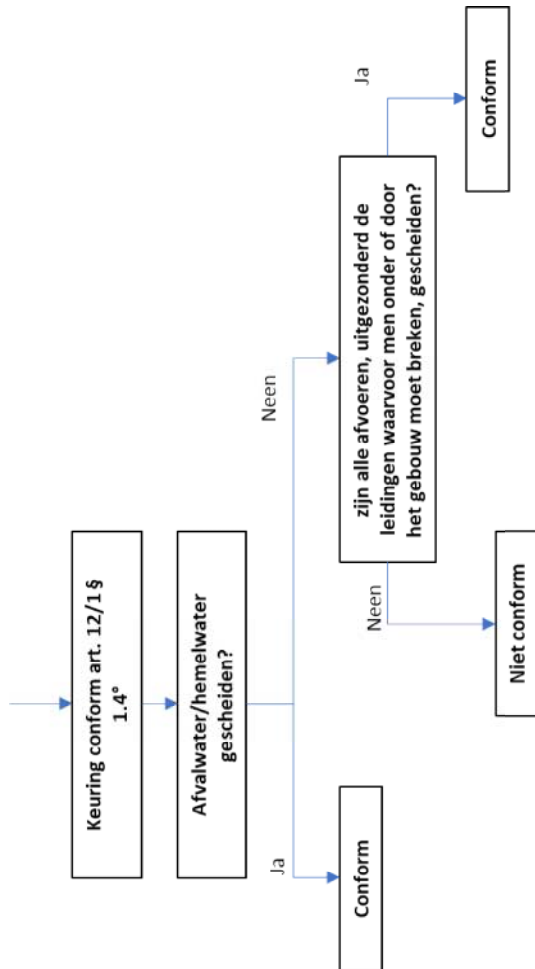 Keuring conform art. 12/1 §
1.4°
Afvalwater/hemelwater
gescheiden?
Ja
Neen
Conform
zijn alle afvoeren, uitgezonderd de
leidingen waarvoor men onder of door
het gebouw moet breken, gescheiden?
Neen
Ja
Niet conform
Conform